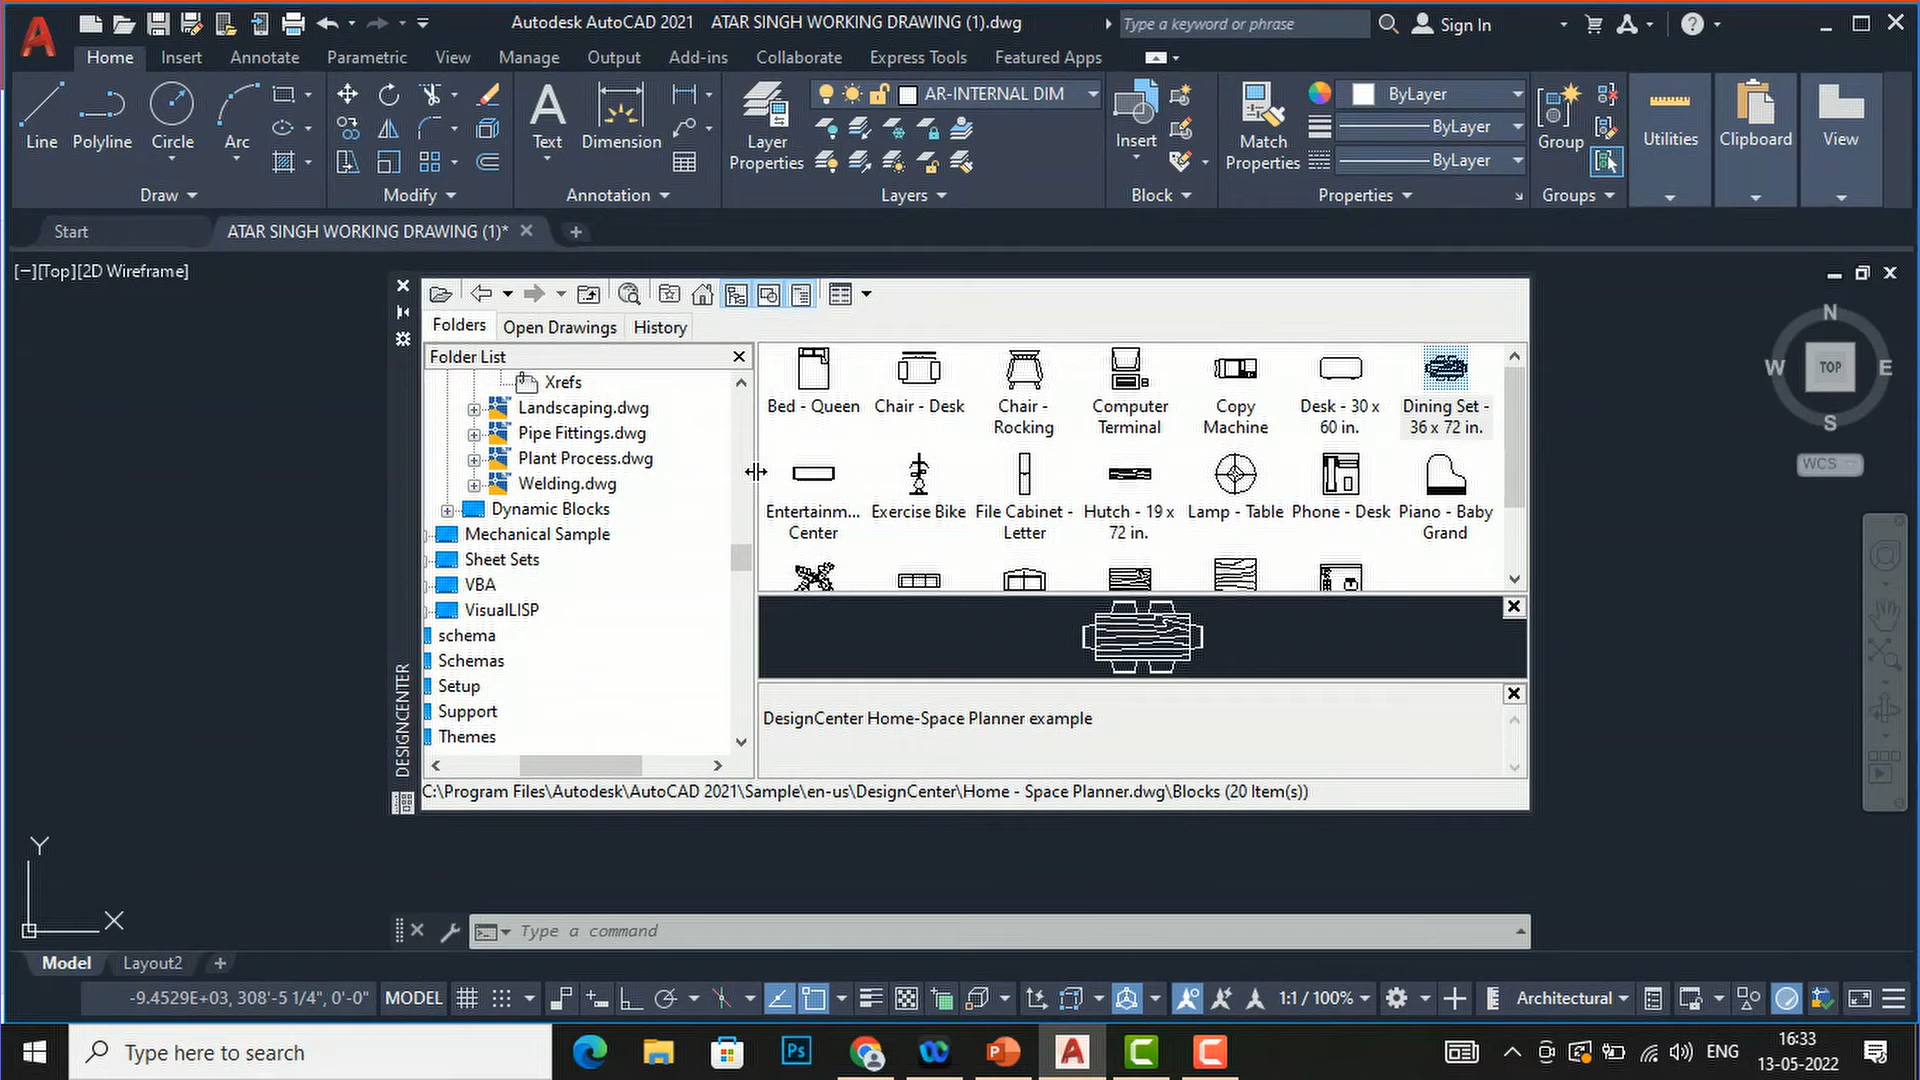 Autodesk AutoCAD 2021 ATAR SINGH WORKING DRAWING (1).dwg
Type a keyword or phrase
Sign In
Home Insert Annotate Parametric View Manage Output Add-ins Collaborate Express Tools Featured Apps
Line Polyline Circle Arc
Text Dimension
Layer Properties
AR-INTERNAL DIM
Insert
Match Properties
ByLayer
ByLayer
ByLayer
Group
Utilities Clipboard View
Draw Modify Annotation Layers Block Properties Groups
Start ATAR SINGH WORKING DRAWING (1)*
[−][Top][2D Wireframe]
N
W TOP E
S
WCS
DESIGNCENTER
Folders Open Drawings History
Folder List
Xrefs
Landscaping.dwg
Pipe Fittings.dwg
Plant Process.dwg
Welding.dwg
Dynamic Blocks
Mechanical Sample
Sheet Sets
VBA
VisualLISP
schema
Schemas
Setup
Support
Themes
Bed - Queen
Chair - Desk
Chair - Rocking
Computer Terminal
Copy Machine
Desk - 30 x 60 in.
Dining Set - 36 x 72 in.
Entertainm... Center
Exercise Bike
File Cabinet - Letter
Hutch - 19 x 72 in.
Lamp - Table
Phone - Desk
Piano - Baby Grand
DesignCenter Home-Space Planner example
C:\Program Files\Autodesk\AutoCAD 2021\Sample\en-us\DesignCenter\Home - Space Planner.dwg\Blocks (20 Item(s))
Y
X
Type a command
Model Layout2
-9.4529E+03, 308'-5 1/4", 0'-0" MODEL 1:1 / 100% Architectural
Type here to search
Ps
ENG
16:33
13-05-2022